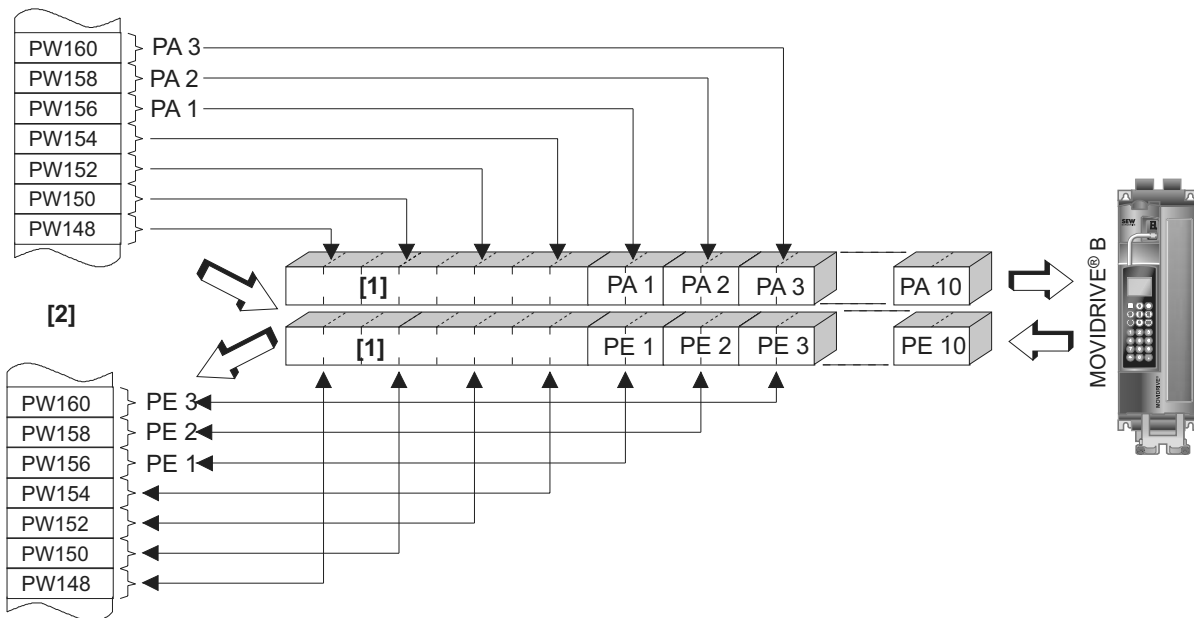 PW160 PA 3
PW158 PA 2
PW156 PA 1
PW154
PW152
PW150
PW148
[1] PA 1 PA 2 PA 3 PA 10
[2]
[1] PE 1 PE 2 PE 3 PE 10
PW160 PE 3
PW158 PE 2
PW156 PE 1
PW154
PW152
PW150
PW148
MOVIDRIVE® B
SEW
MOVIDRIVE